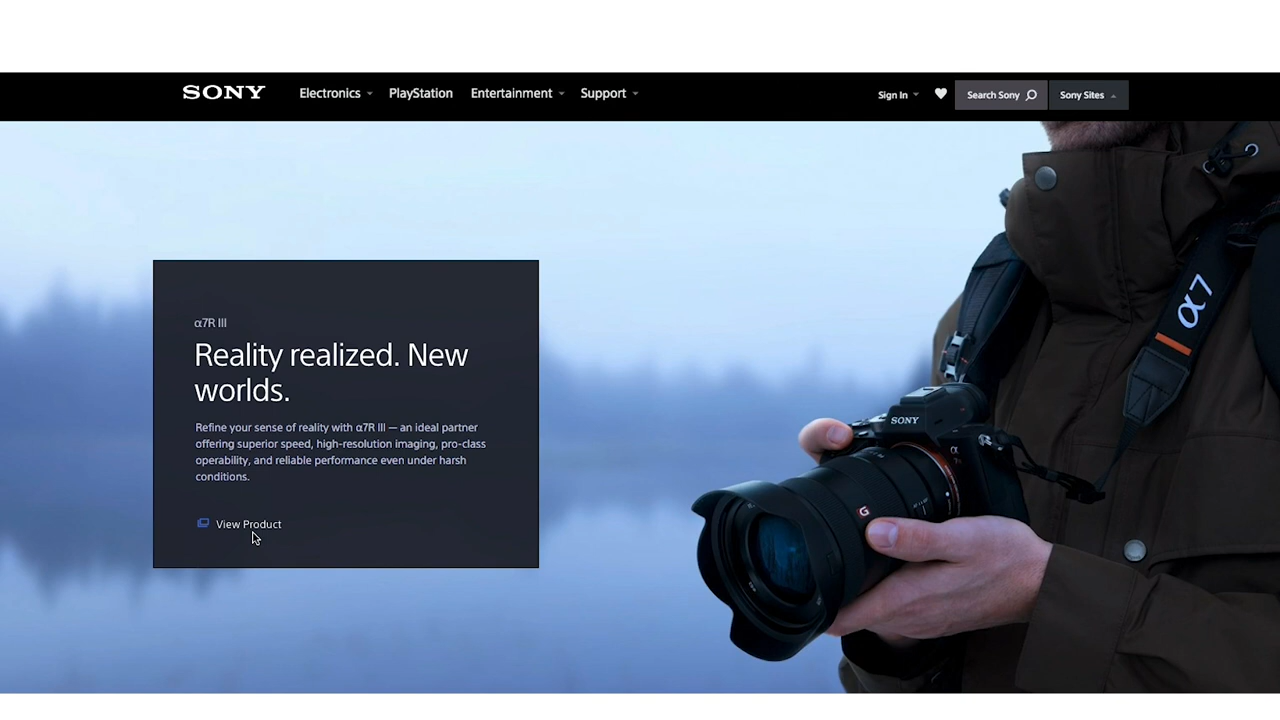 SONY
Electronics PlayStation Entertainment Support
Sign In Search Sony Sony Sites
α7R III
Reality realized. New
worlds.
Refine your sense of reality with α7R III — an ideal partner
offering superior speed, high-resolution imaging, pro-class
operability, and reliable performance even under harsh
conditions.
View Product
α7
SONY
α
G